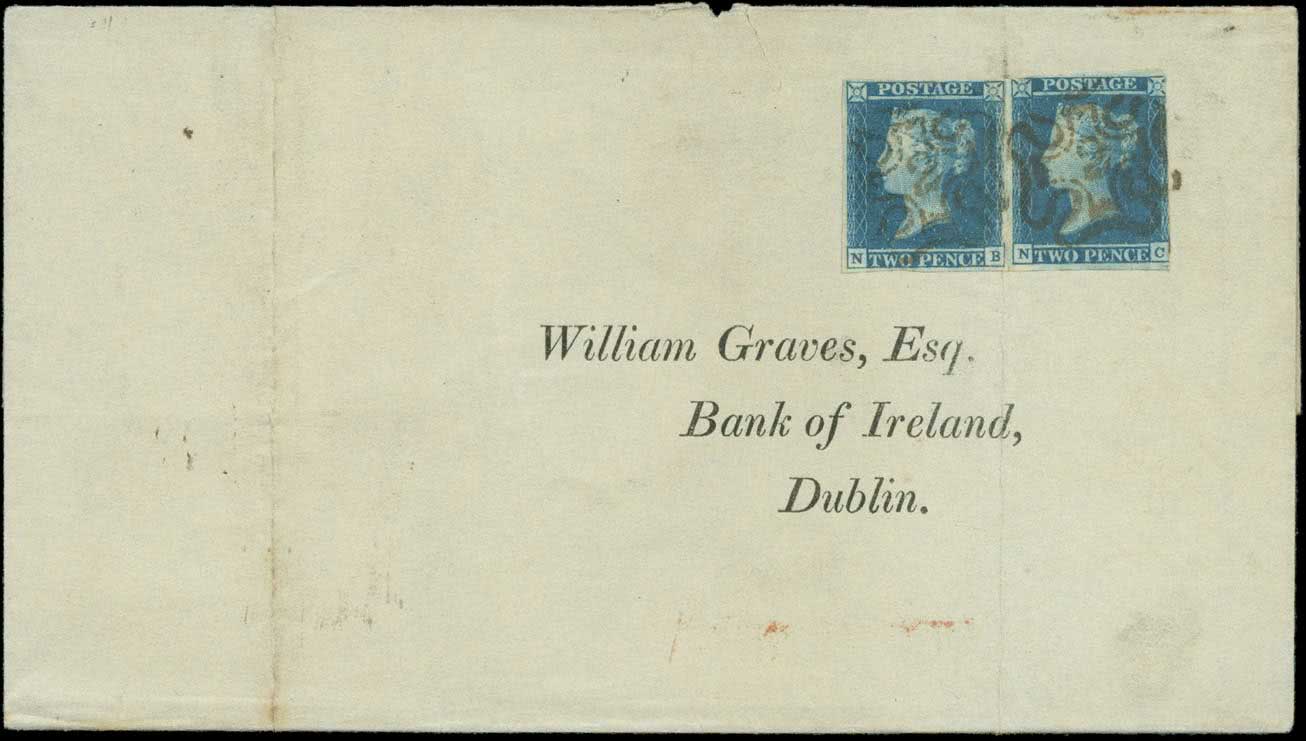 POSTAGE POSTAGE
N TWO PENCE B N TWO PENCE C
William Graves, Esq.
Bank of Ireland,
Dublin.